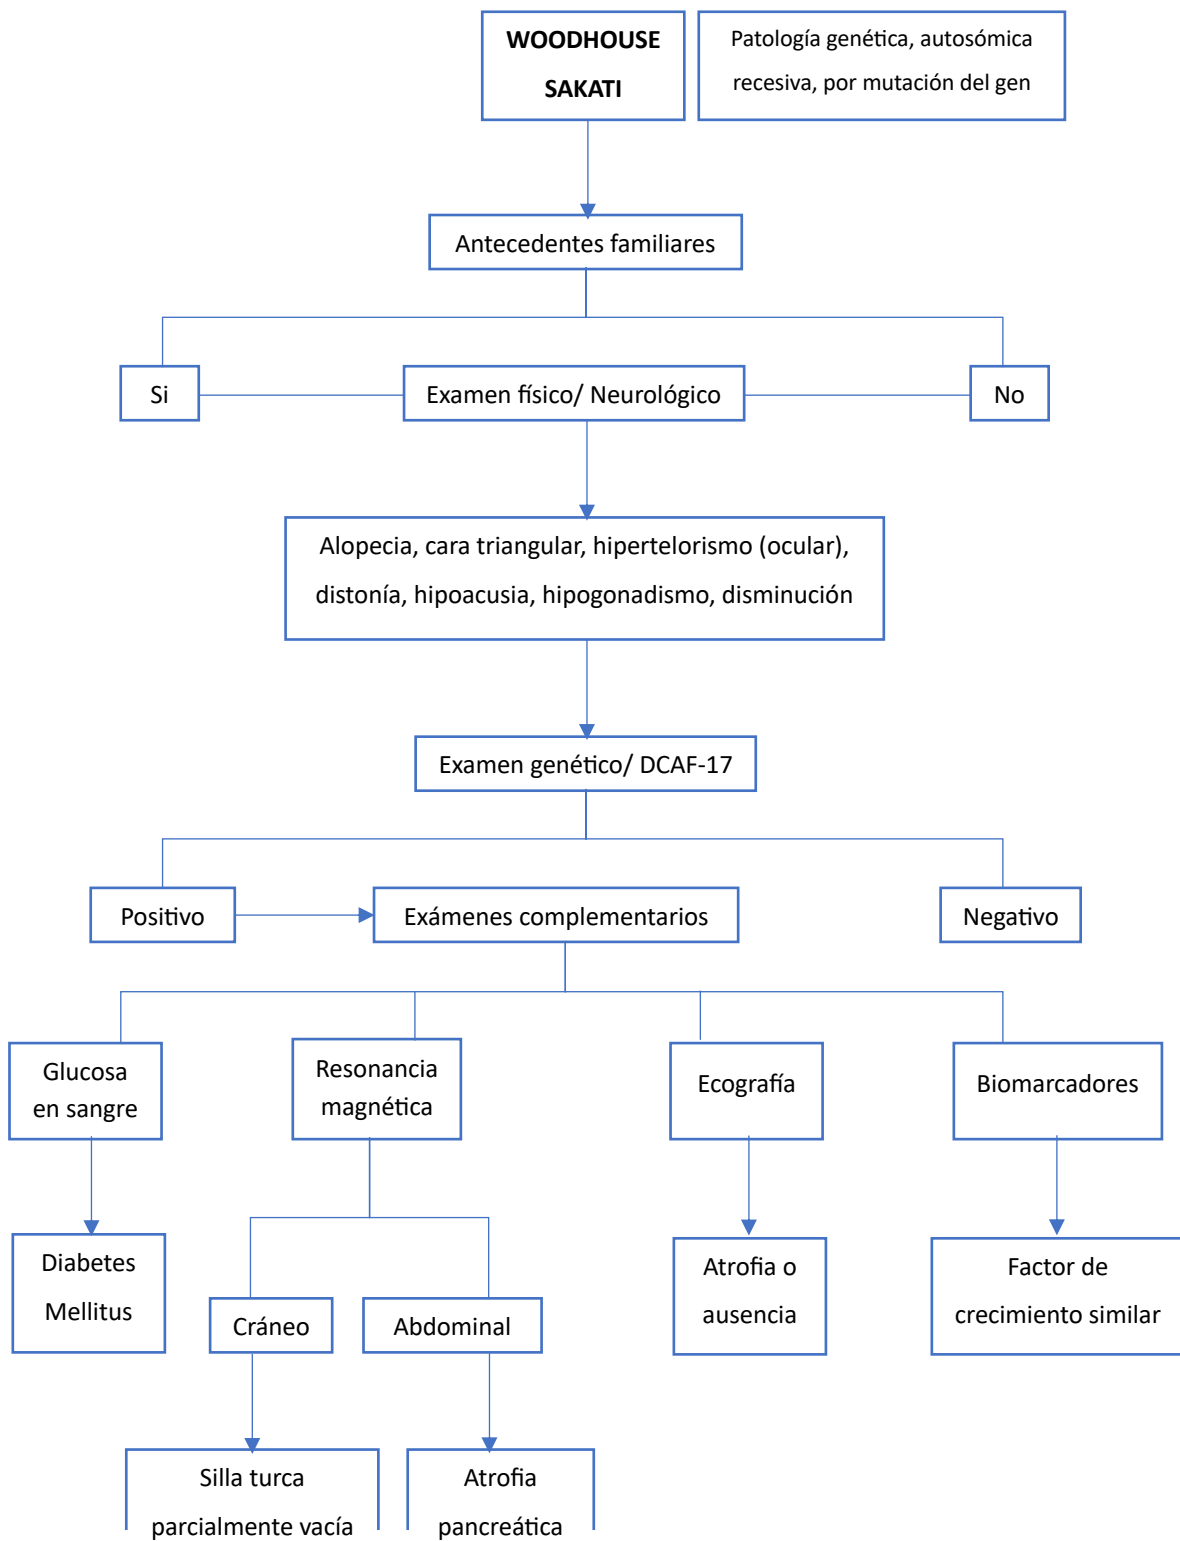 WOODHOUSE
SAKATI
Patología genética, autosómica
recesiva, por mutación del gen
Antecedentes familiares
Si
Examen físico/ Neurológico
No
Alopecia, cara triangular, hipertelorismo (ocular),
distonía, hipoacusia, hipogonadismo, disminución
Examen genético/ DCAF-17
Positivo
Exámenes complementarios
Negativo
Glucosa
en sangre
Resonancia
magnética
Ecografía
Biomarcadores
Diabetes
Mellitus
Cráneo
Abdominal
Atrofia o
ausencia
Factor de
crecimiento similar
Silla turca
parcialmente vacía
Atrofia
pancreática